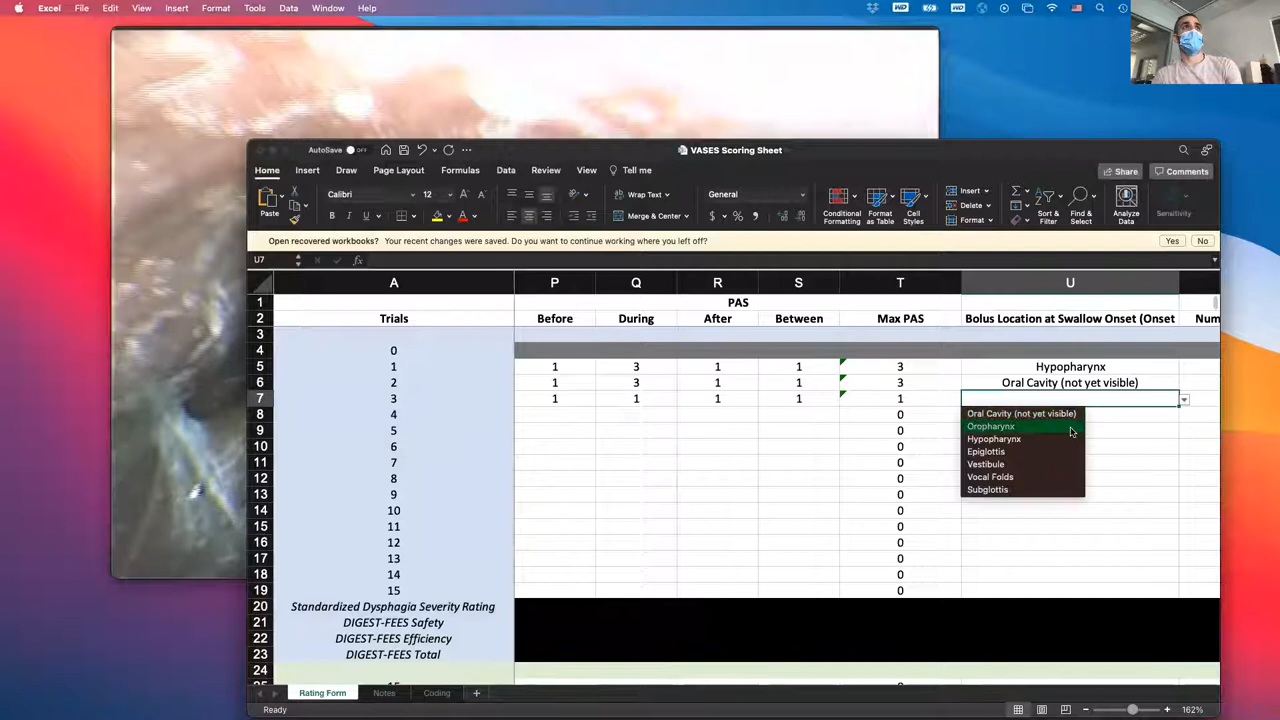 Excel File Edit View Insert Format Tools Data Window Help
AutoSave OFF VASES Scoring Sheet
Home Insert Draw Page Layout Formulas Data Review View Tell me Share Comments
Paste Calibri 12 Wrap Text General Conditional Formatting Format as Table Cell Styles Insert Sort & Filter Find & Select Analyze Data Sensitivity
Delete
B I U Merge & Center $ % Format
Open recovered workbooks? Your recent changes were saved. Do you want to continue working where you left off? Yes No
U7 fx
A P Q R S T U
1 PAS
2 Trials Before During After Between Max PAS Bolus Location at Swallow Onset (Onset Num
3
4 0
5 1 1 3 1 1 3 Hypopharynx
6 2 1 3 1 1 3 Oral Cavity (not yet visible)
7 3 1 1 1 1 1
8 4 0 Oral Cavity (not yet visible)
Oropharynx
9 5 0
Hypopharynx
10 6 0
Epiglottis
11 7 0 Vestibule
12 8 0 Vocal Folds
13 9 0 Subglottis
14 10 0
15 11 0
16 12 0
17 13 0
18 14 0
19 15 0
20 Standardized Dysphagia Severity Rating
21 DIGEST-FEES Safety
22 DIGEST-FEES Efficiency
23 DIGEST-FEES Total
24
Rating Form Notes Coding +
Ready 162%